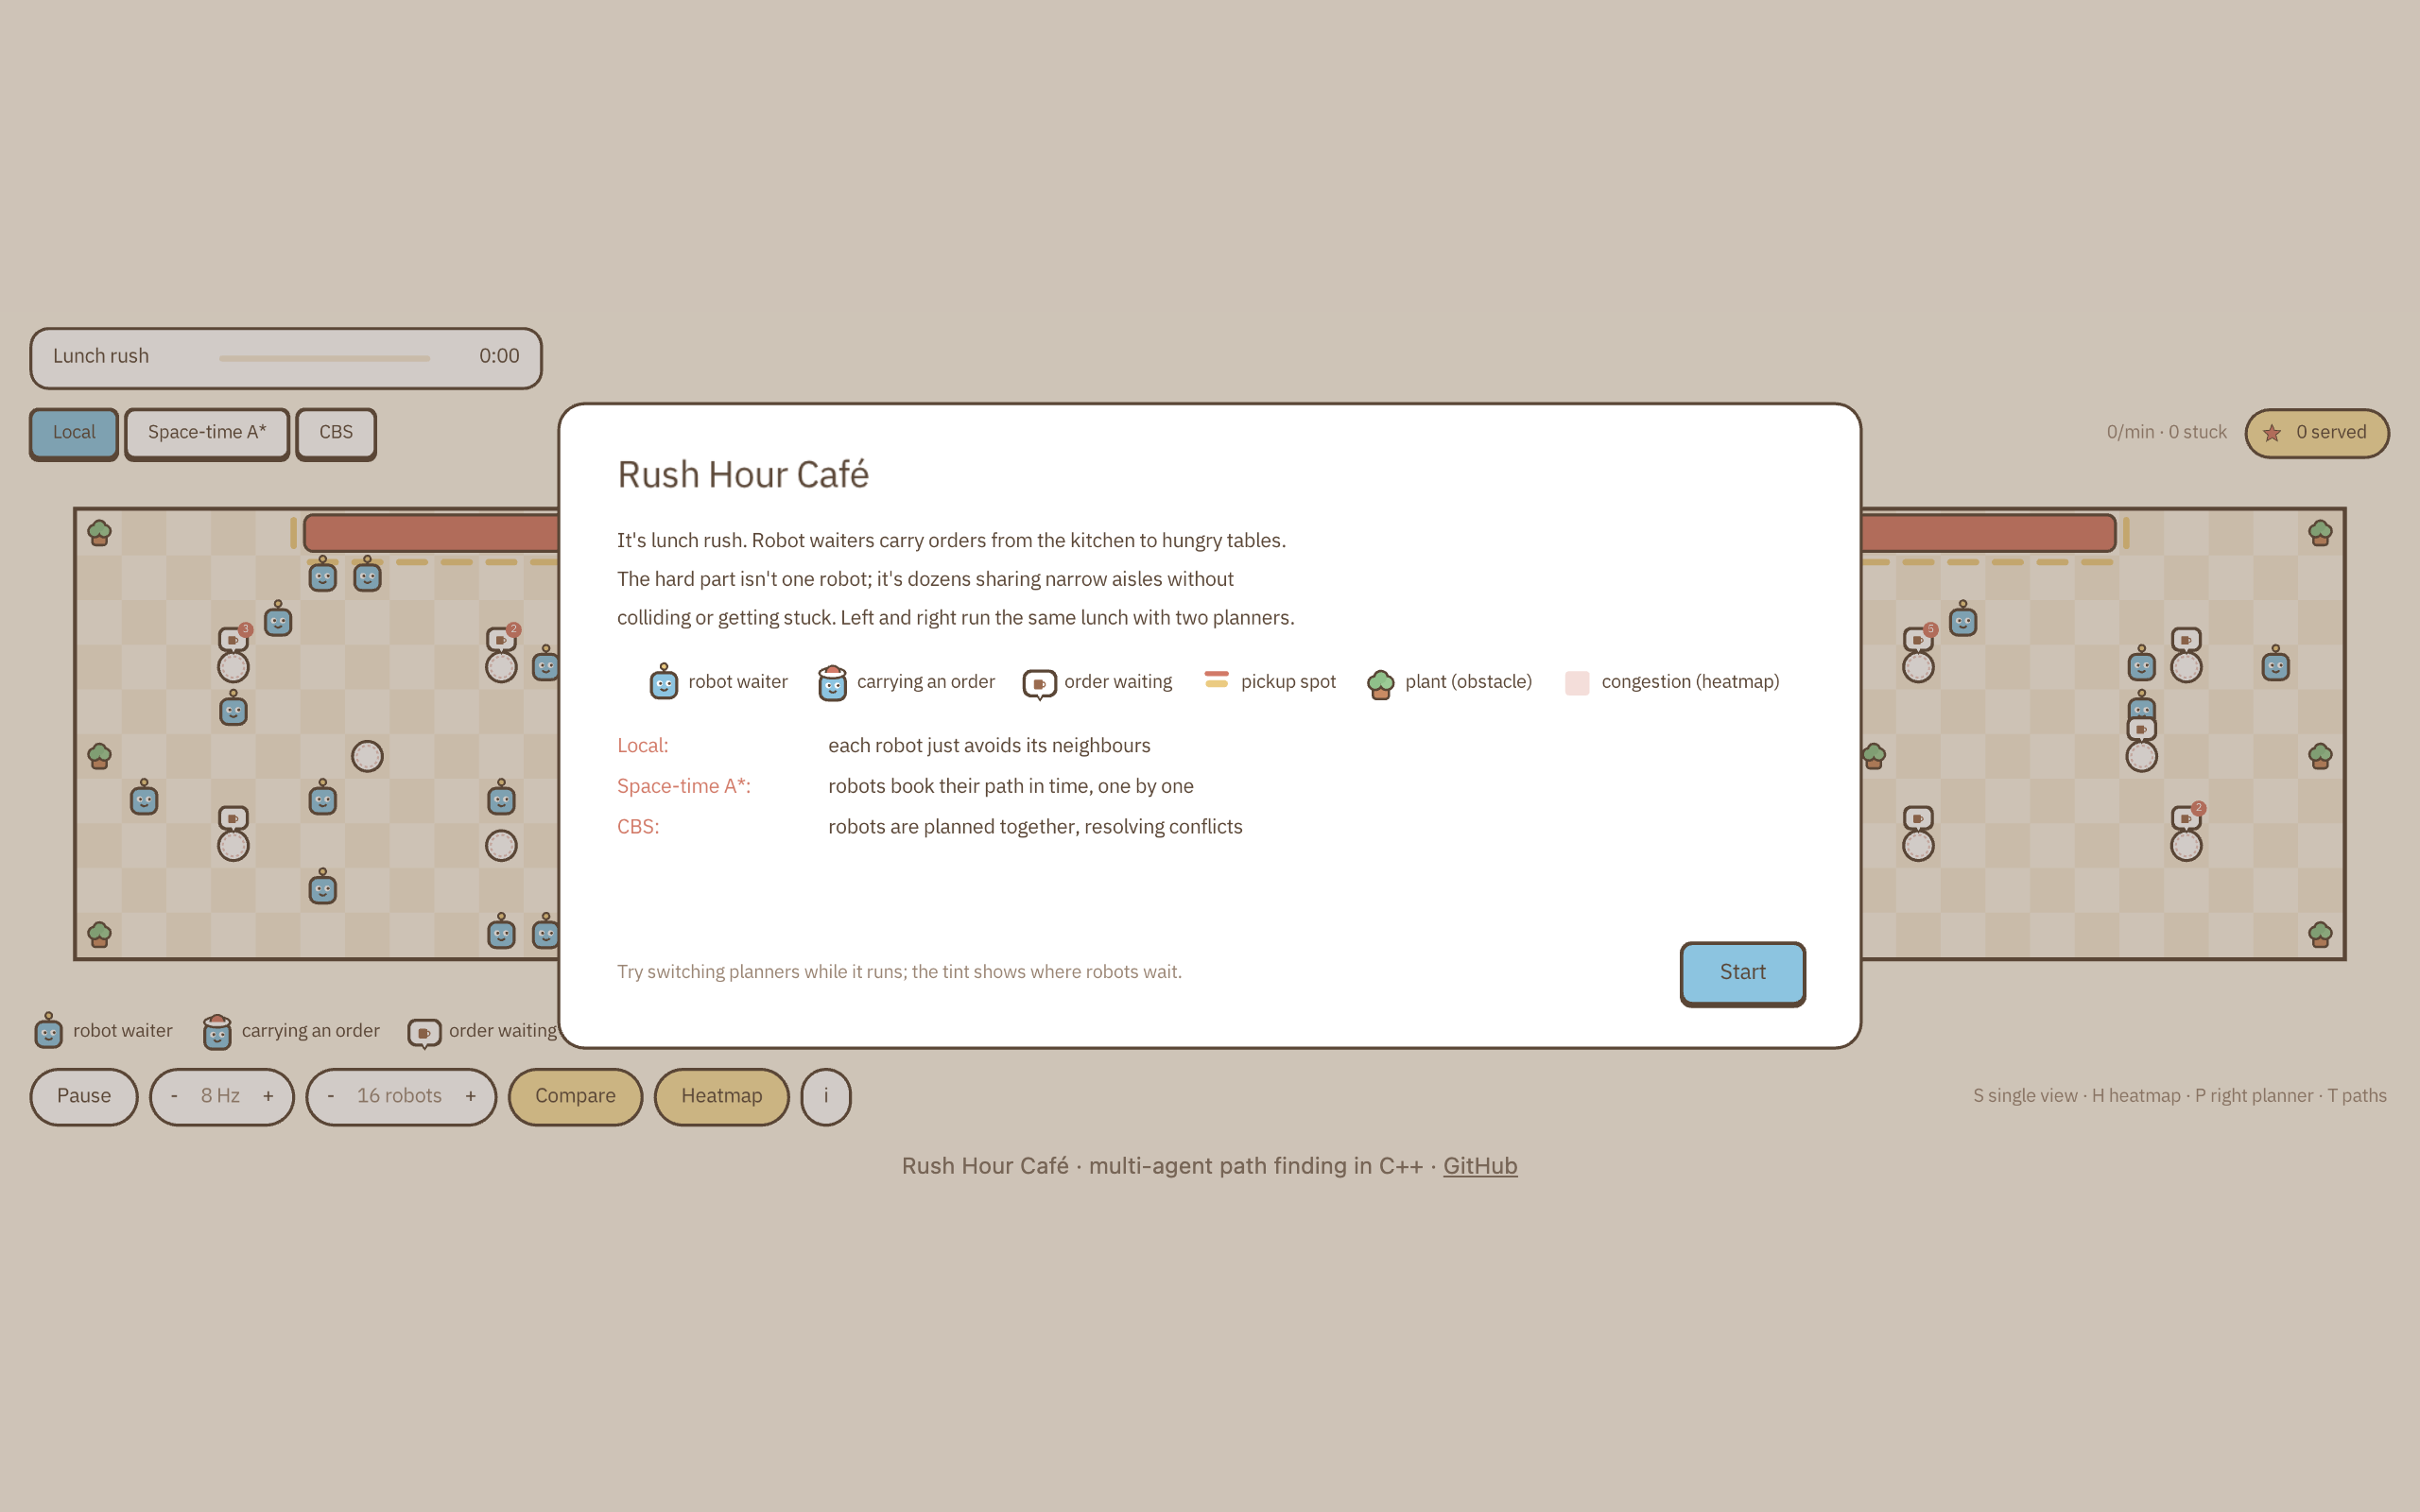 Lunch rush 0:00
Local Space-time A* CBS
0/min · 0 stuck 0 served
Rush Hour Café
It's lunch rush. Robot waiters carry orders from the kitchen to hungry tables.
The hard part isn't one robot; it's dozens sharing narrow aisles without
colliding or getting stuck. Left and right run the same lunch with two planners.
robot waiter carrying an order order waiting pickup spot plant (obstacle) congestion (heatmap)
Local: each robot just avoids its neighbours
Space-time A*: robots book their path in time, one by one
CBS: robots are planned together, resolving conflicts
Try switching planners while it runs; the tint shows where robots wait.
Start
3
2
2
robot waiter carrying an order order waiting
Pause - 8 Hz + - 16 robots + Compare Heatmap i
S single view · H heatmap · P right planner · T paths
Rush Hour Café · multi-agent path finding in C++ · GitHub